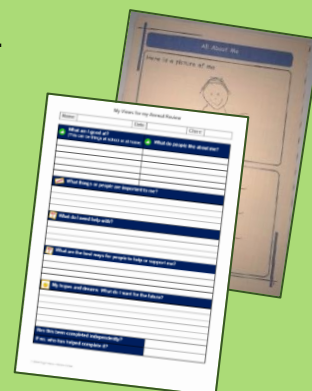 All About Me
Here is a picture of me
My Views for my Annual Review
Name:
Date:
Class:
What am I good at?
What do people like about me?
What things or people are important to me?
What do I need help with?
What are the best ways for people to help or support me?
My hopes and dreams. What do I want for the future?
Has this been completed independently?
If no, who has helped complete it?